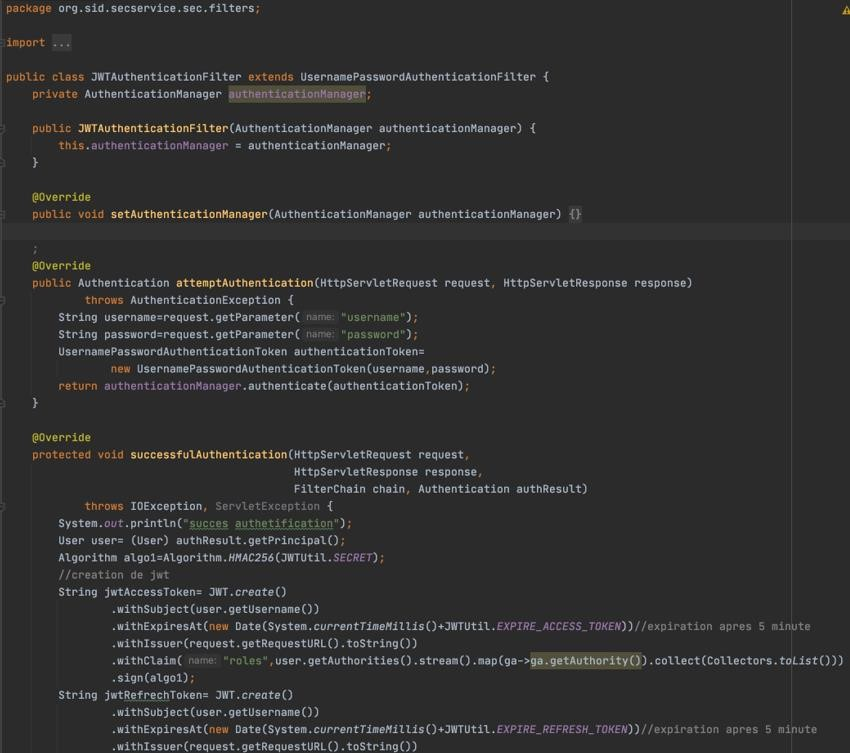 package org.sid.secservice.sec.filters;
import ...
public class JWTAuthenticationFilter extends UsernamePasswordAuthenticationFilter {
    private AuthenticationManager authenticationManager;
    public JWTAuthenticationFilter(AuthenticationManager authenticationManager) {
        this.authenticationManager = authenticationManager;
    }
    @Override
    public void setAuthenticationManager(AuthenticationManager authenticationManager) {}
    ;
    @Override
    public Authentication attemptAuthentication(HttpServletRequest request, HttpServletResponse response)
            throws AuthenticationException {
        String username=request.getParameter( name: "username");
        String password=request.getParameter( name: "password");
        UsernamePasswordAuthenticationToken authenticationToken=
                new UsernamePasswordAuthenticationToken(username,password);
        return authenticationManager.authenticate(authenticationToken);
    }
    @Override
    protected void successfulAuthentication(HttpServletRequest request,
                                            HttpServletResponse response,
                                            FilterChain chain, Authentication authResult)
            throws IOException, ServletException {
        System.out.println("succes authetification");
        User user= (User) authResult.getPrincipal();
        Algorithm algo1=Algorithm.HMAC256(JWTUtil.SECRET);
        //creation de jwt
        String jwtAccessToken= JWT.create()
                .withSubject(user.getUsername())
                .withExpiresAt(new Date(System.currentTimeMillis()+JWTUtil.EXPIRE_ACCESS_TOKEN))//expiration apres 5 minute
                .withIssuer(request.getRequestURL().toString())
                .withClaim( name: "roles",user.getAuthorities().stream().map(ga->ga.getAuthority()).collect(Collectors.toList()))
                .sign(algo1);
        String jwtRefrechToken= JWT.create()
                .withSubject(user.getUsername())
                .withExpiresAt(new Date(System.currentTimeMillis()+JWTUtil.EXPIRE_REFRESH_TOKEN))//expiration apres 5 minute
                .withIssuer(request.getRequestURL().toString())